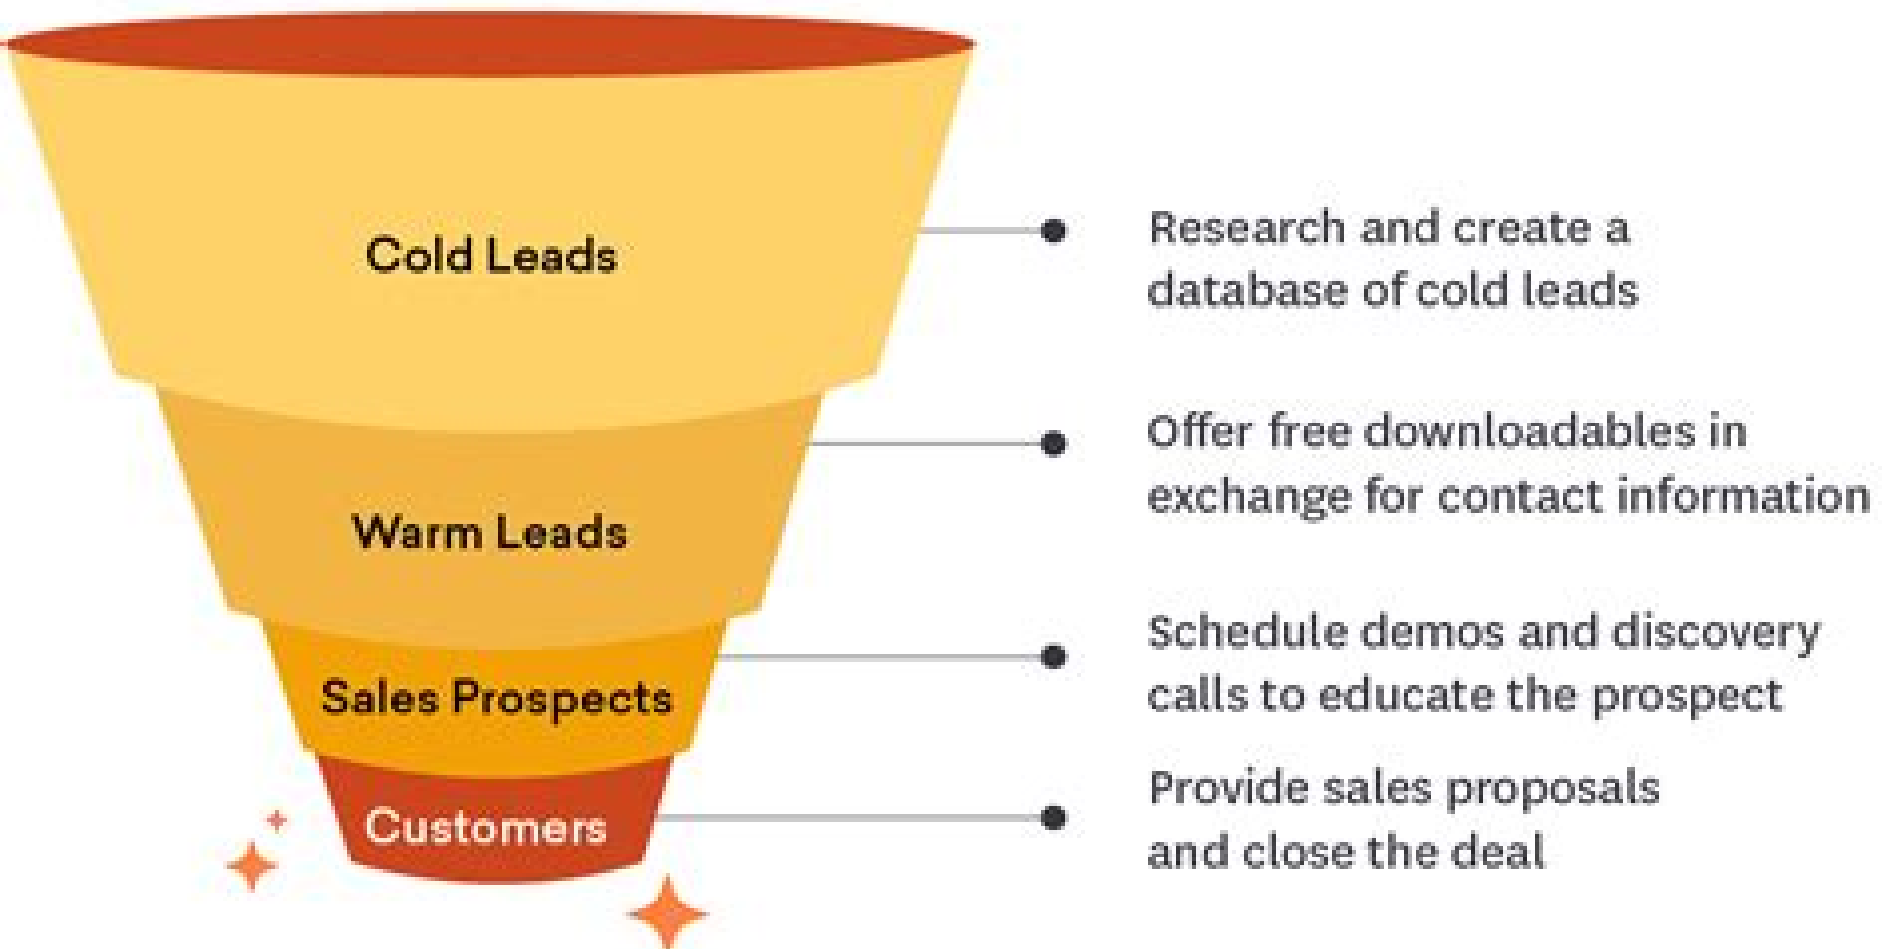 Cold Leads
Research and create a
database of cold leads
Warm Leads
Offer free downloadables in
exchange for contact information
Sales Prospects
Schedule demos and discovery
calls to educate the prospect
Customers
Provide sales proposals
and close the deal